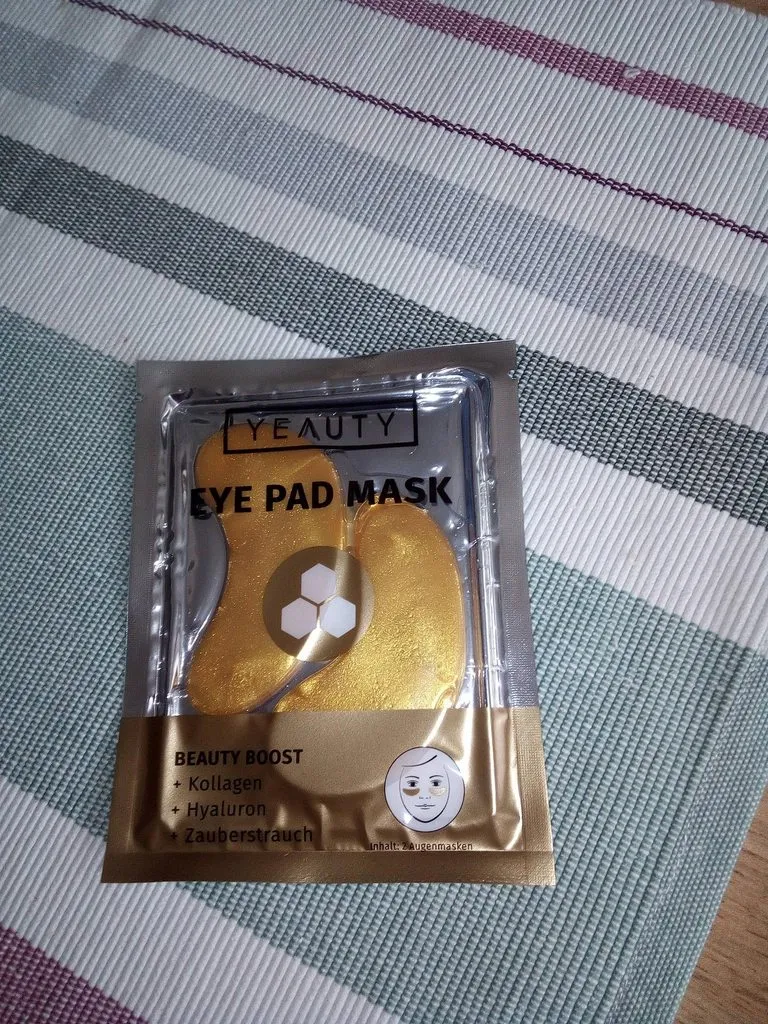 YEAUTY
EYE PAD MASK
BEAUTY BOOST
+ Kollagen
+ Hyaluron
+ Zauberstrauch
Inhalt: 2 Augenmasken